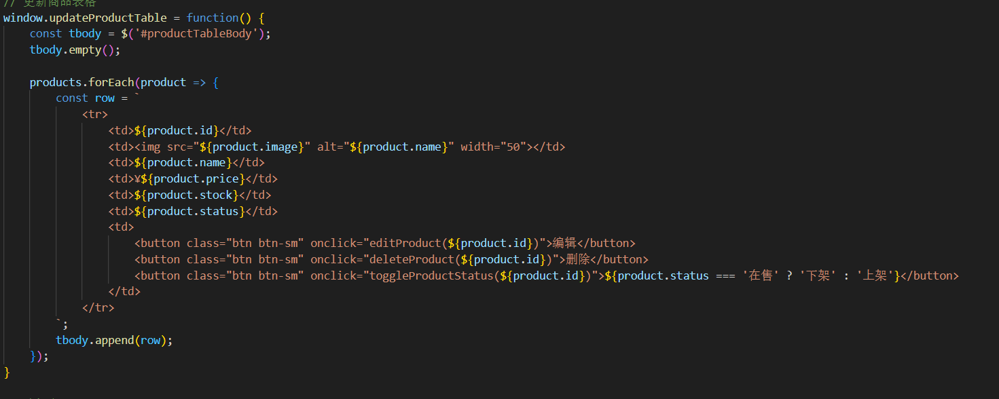 // 更新商品表格
window.updateProductTable = function() {
    const tbody = $('#productTableBody');
    tbody.empty();

    products.forEach(product => {
        const row = `
            <tr>
                <td>${product.id}</td>
                <td><img src="${product.image}" alt="${product.name}" width="50"></td>
                <td>${product.name}</td>
                <td>¥${product.price}</td>
                <td>${product.stock}</td>
                <td>${product.status}</td>
                <td>
                    <button class="btn btn-sm" onclick="editProduct(${product.id})">编辑</button>
                    <button class="btn btn-sm" onclick="deleteProduct(${product.id})">删除</button>
                    <button class="btn btn-sm" onclick="toggleProductStatus(${product.id})">${product.status === '在售' ? '下架' : '上架'}</button>
                </td>
            </tr>
        `;
        tbody.append(row);
    });
}